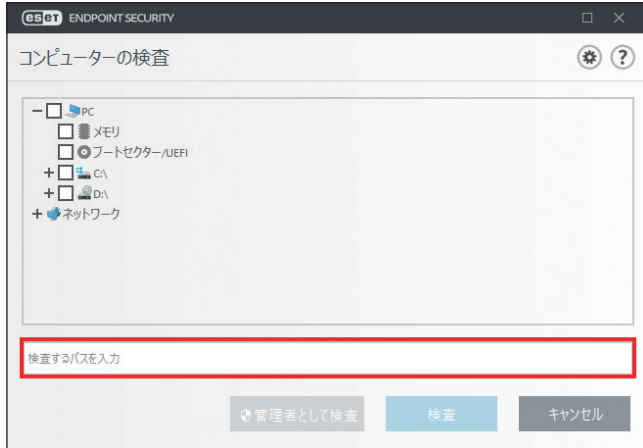 eset ENDPOINT SECURITY
コンピューターの検査
PC
メモリ
ブートセクター/UEFI
C:\
D:\
ネットワーク
検査するパスを入力
管理者として検査 検査 キャンセル